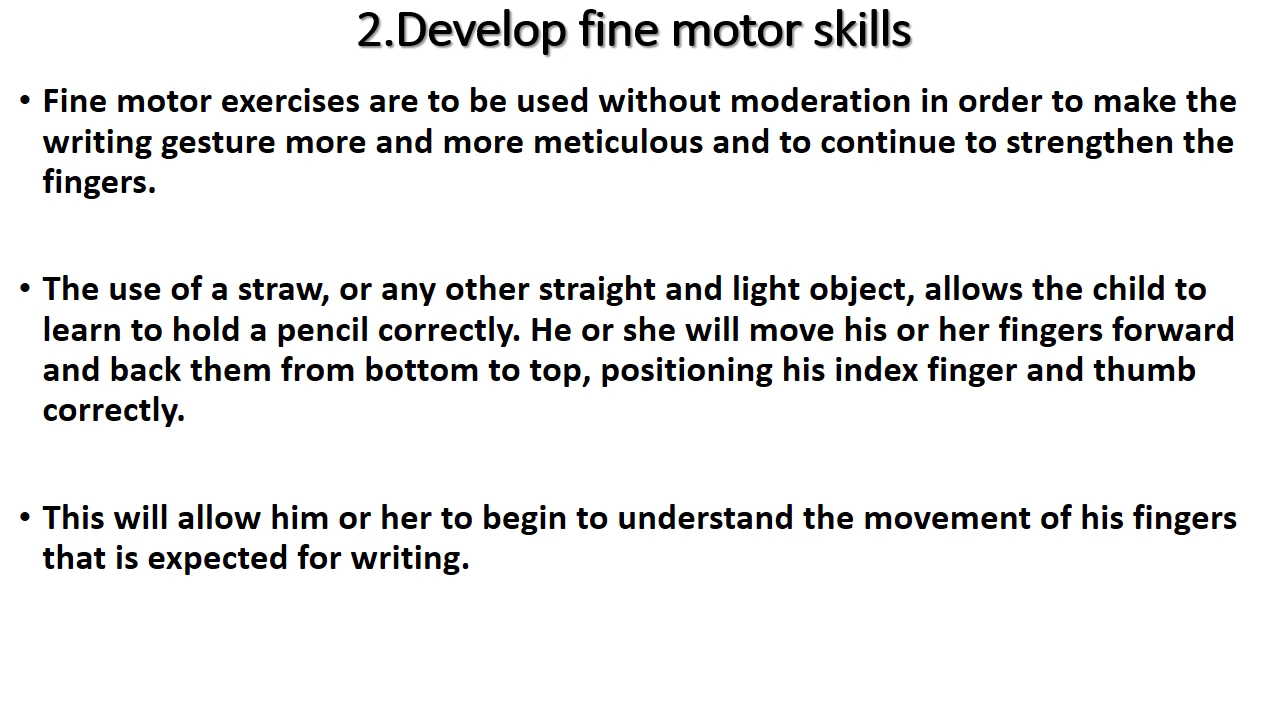 2.Develop fine motor skills
• Fine motor exercises are to be used without moderation in order to make the
writing gesture more and more meticulous and to continue to strengthen the
fingers.
• The use of a straw, or any other straight and light object, allows the child to
learn to hold a pencil correctly. He or she will move his or her fingers forward
and back them from bottom to top, positioning his index finger and thumb
correctly.
• This will allow him or her to begin to understand the movement of his fingers
that is expected for writing.